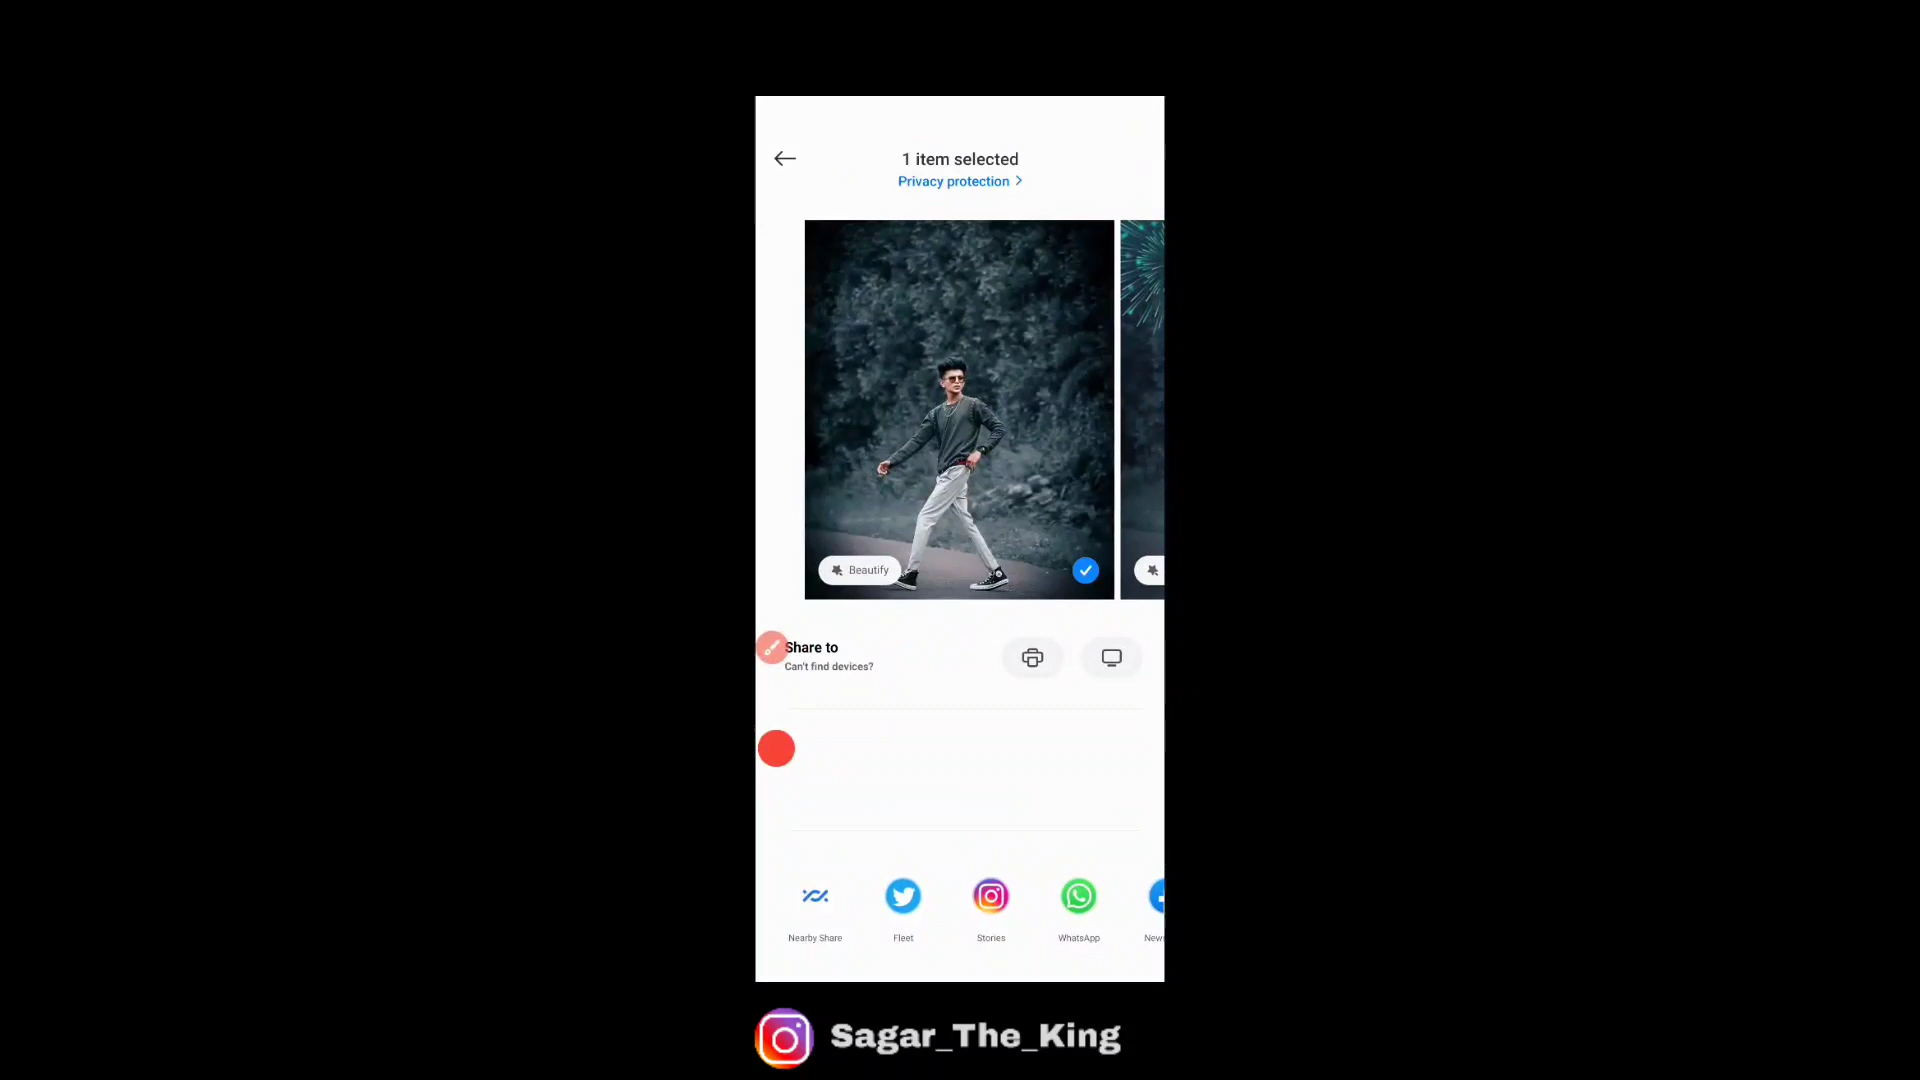 1 item selected
Privacy protection
Beautify
Share to
Can't find devices?
Nearby Share
Fleet
Stories
WhatsApp
Sagar_The_King